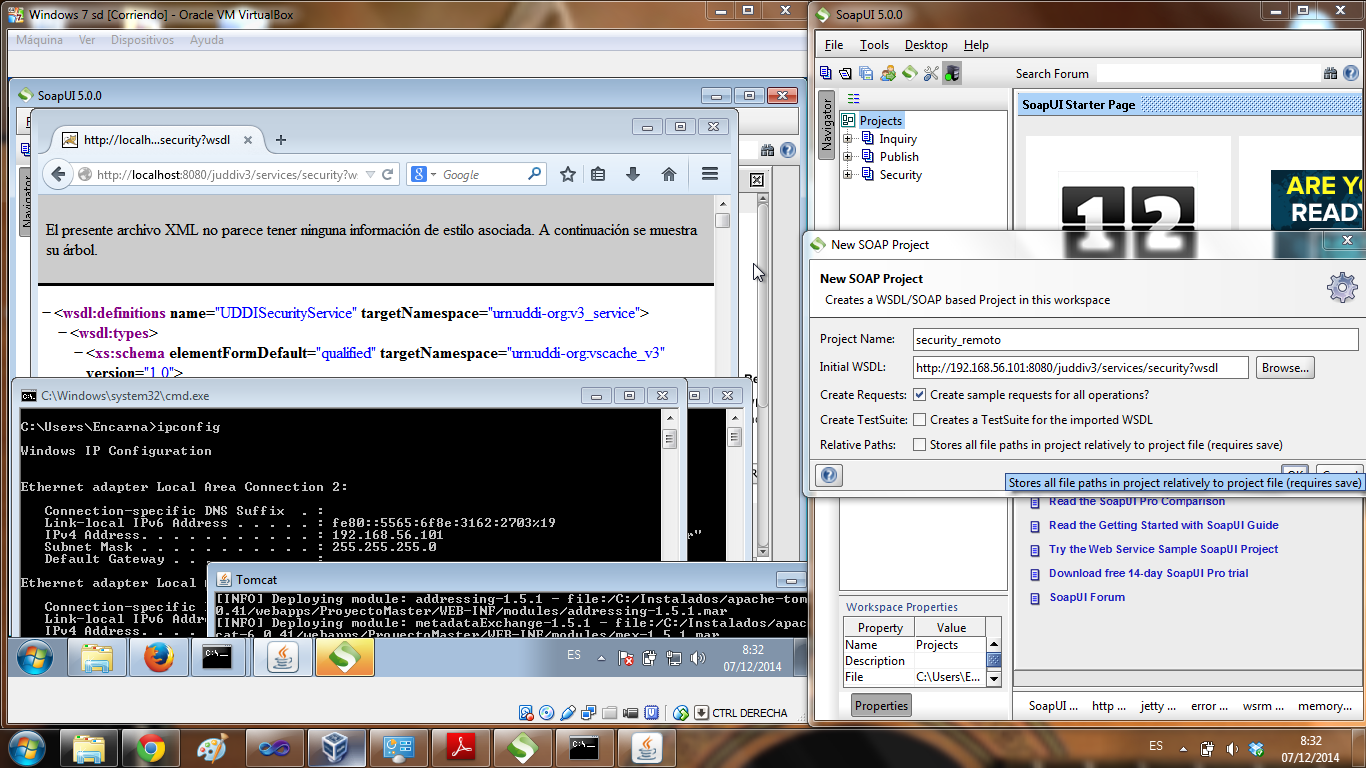 Windows 7 sd [Corriendo] - Oracle VM VirtualBox
Máquina Ver Dispositivos Ayuda
SoapUI 5.0.0
http://localh...security?wsdl
http://localhost:8080/juddiv3/services/security?w
Google
Navigator
El presente archivo XML no parece tener ninguna información de estilo asociada. A continuación se muestra
su árbol.
<wsdl:definitions name="UDDISecurityService" targetNamespace="urn:uddi-org:v3_service">
<wsdl:types>
<xs:schema elementFormDefault="qualified" targetNamespace="urn:uddi-org:vscache_v3"
version="1.0">
C:\Windows\system32\cmd.exe
C:\Users\Encarna>ipconfig
Windows IP Configuration
Ethernet adapter Local Area Connection 2:
Connection-specific DNS Suffix . :
Link-local IPv6 Address . . . . . : fe80::5565:6f8e:3162:2703%19
IPv4 Address. . . . . . . . . . . : 192.168.56.101
Subnet Mask . . . . . . . . . . . : 255.255.255.0
Default Gateway . .
Ethernet adapter Local
Connection-specific
Link-local IPv6
IPv4 Address.
Tomcat
[INFO] Deploying module: addressing-1.5.1 - file:/C:/Instalados/apache-tom
0.41/webapps/ProyectoMaster/WEB-INF/modules/addressing-1.5.1.mar
[INFO] Deploying module: metadataExchange-1.5.1 - file:/C:/Instalados/apac
cat-6.0.41/webapps/ProyectoMaster/WEB-INF/modules/mex-1.5.1.mar
ES
8:32
07/12/2014
CTRL DERECHA
SoapUI 5.0.0
File Tools Desktop Help
Search Forum
Navigator
Projects
Inquiry
Publish
Security
SoapUI Starter Page
12
ARE YO
READY
New SOAP Project
New SOAP Project
Creates a WSDL/SOAP based Project in this workspace
Project Name: security_remoto
Initial WSDL: http://192.168.56.101:8080/juddiv3/services/security?wsdl Browse...
Create Requests: Create sample requests for all operations?
Create TestSuite: Creates a TestSuite for the imported WSDL
Relative Paths: Stores all file paths in project relatively to project file (requires save)
Stores all file paths in project relatively to project file (requires save)
Read the SoapUI Pro Comparison
Read the Getting Started with SoapUI Guide
Try the Web Service Sample SoapUI Project
Download free 14-day SoapUI Pro trial
SoapUI Forum
Workspace Properties
Property Value
Name Projects
Description
File C:\Users\E...
Properties
SoapUI ... http ... jetty ... error ... wsrm ... memory...
ES
8:32
07/12/2014